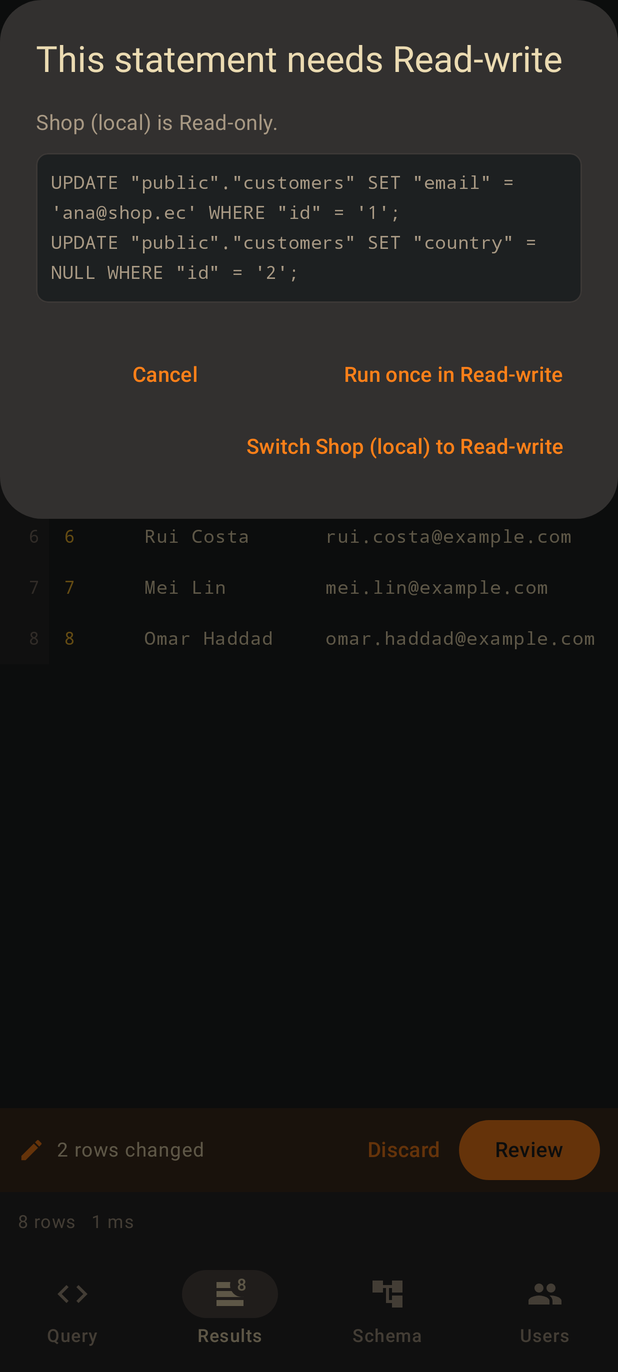 This statement needs Read-write
Shop (local) is Read-only.
UPDATE "public"."customers" SET "email" =
'ana@shop.ec' WHERE "id" = '1';
UPDATE "public"."customers" SET "country" =
NULL WHERE "id" = '2';
Cancel Run once in Read-write
Switch Shop (local) to Read-write
6 6 Rui Costa rui.costa@example.com
7 7 Mei Lin mei.lin@example.com
8 8 Omar Haddad omar.haddad@example.com
2 rows changed Discard Review
8 rows 1 ms
8
Query Results Schema Users